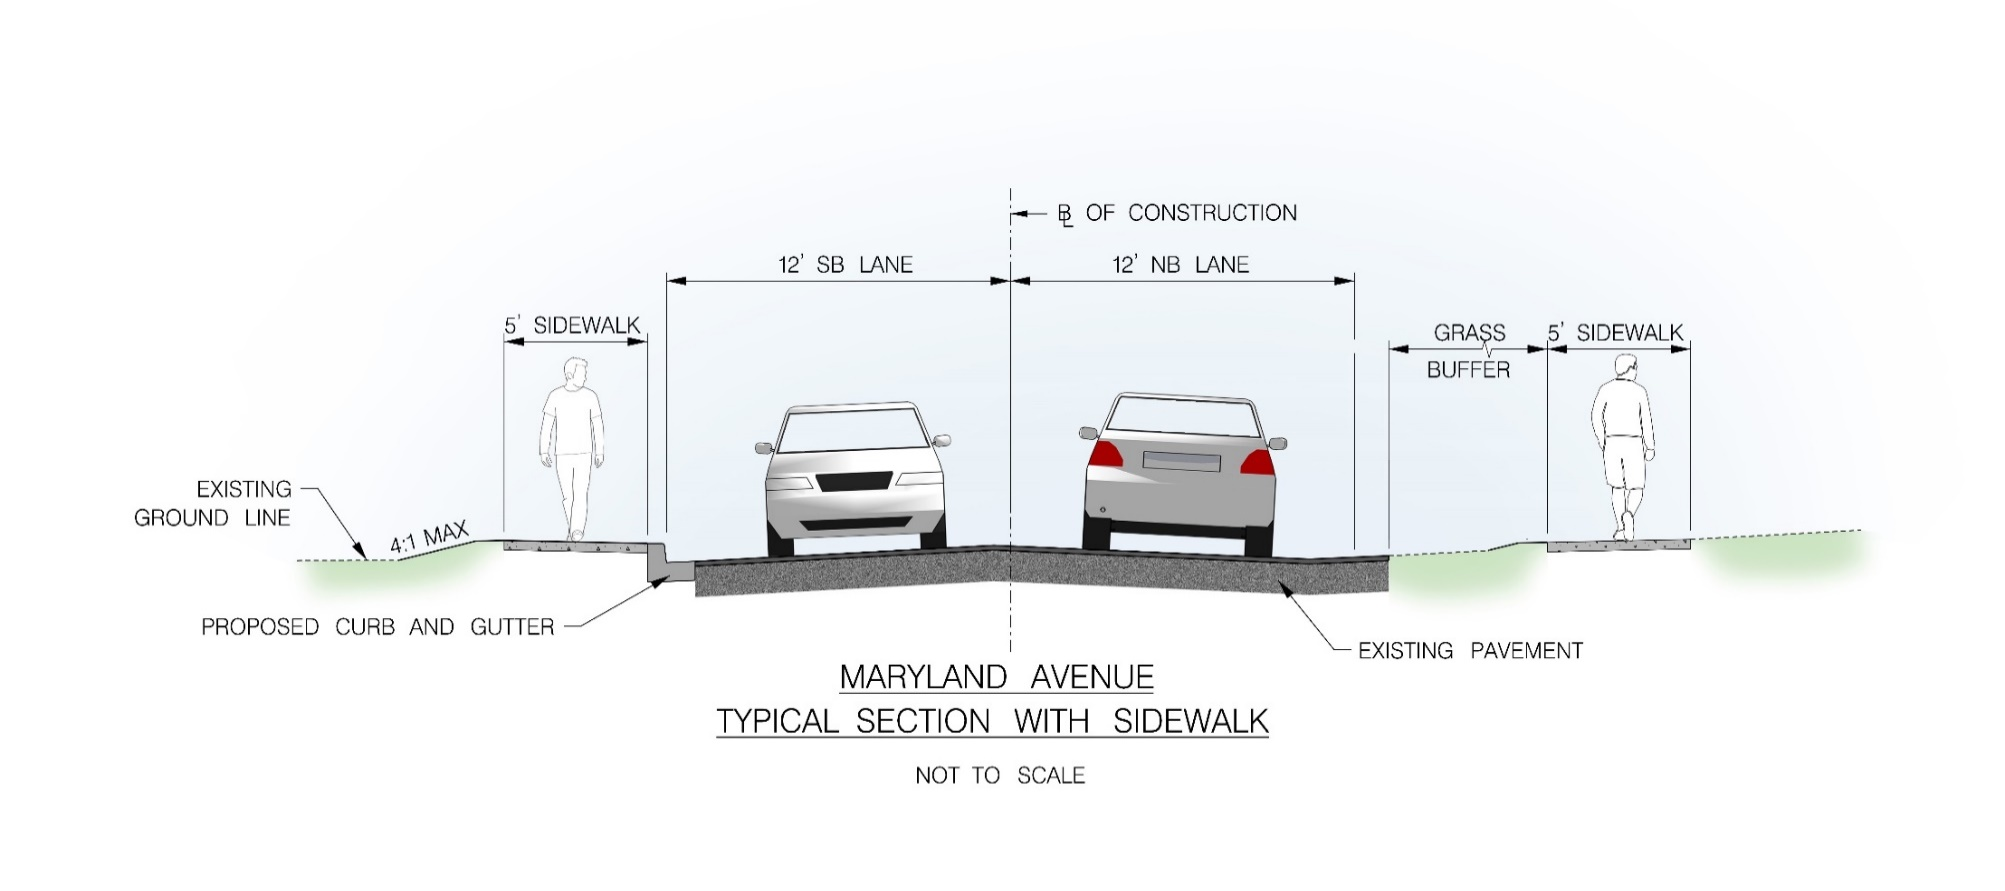 ℄ OF CONSTRUCTION
12' SB LANE
12' NB LANE
5' SIDEWALK
GRASS
BUFFER
5' SIDEWALK
EXISTING
GROUND LINE
4:1 MAX
PROPOSED CURB AND GUTTER
EXISTING PAVEMENT
MARYLAND AVENUE
TYPICAL SECTION WITH SIDEWALK
NOT TO SCALE